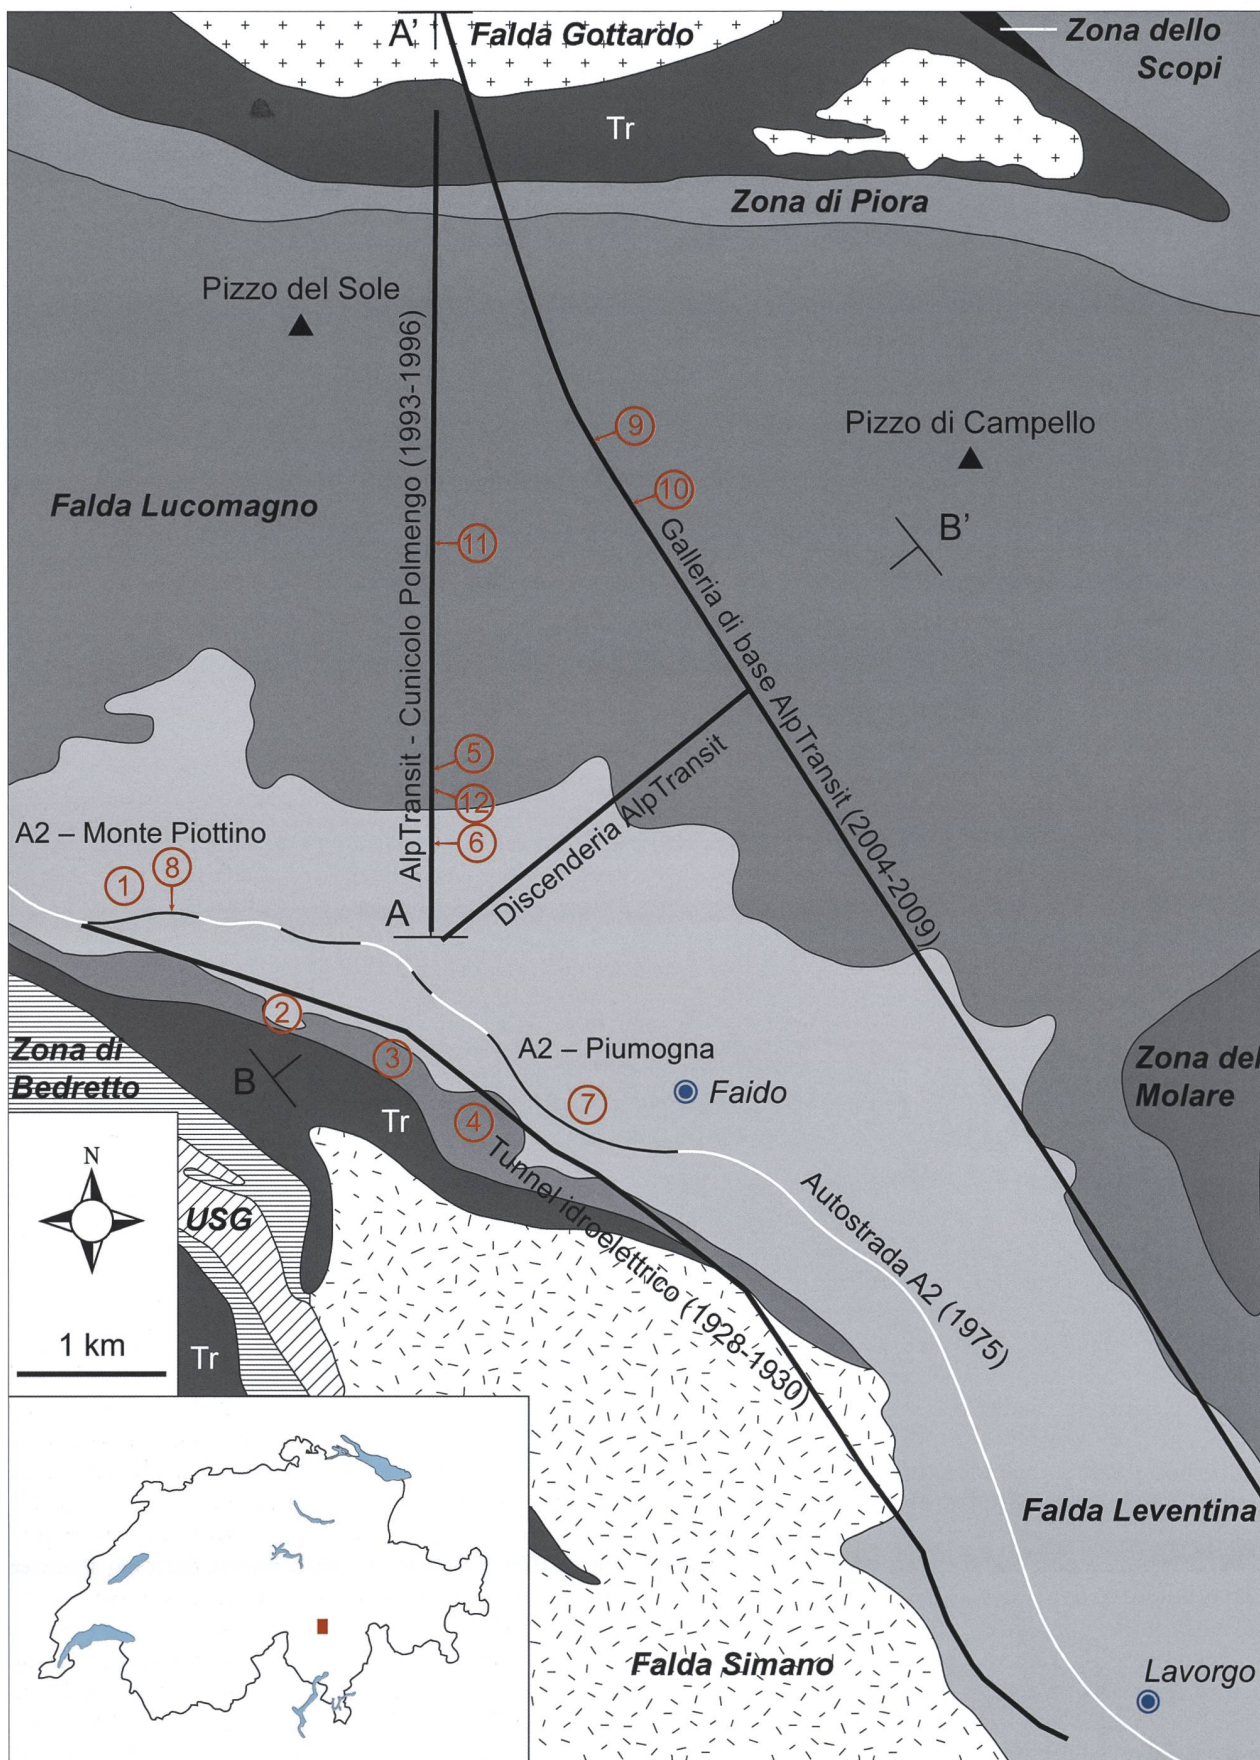 A'
Falda Gottardo
Zona dello
Scopi
Tr
Zona di Piora
Pizzo del Sole
AlpTransit - Cunicolo Polmengo (1993-1996)
9
Pizzo di Campello
10
Falda Lucomagno
B'
11
Galleria di base AlpTransit (2004-2009)
5
12
6
Discenderia AlpTransit
A2 – Monte Piottino
1
8
A
2
3
A2 – Piumogna
Faido
Zona di
Bedretto
B
Tr
4
7
Zona del
Molare
Tunnel idroelettrico (1928-1930)
Autostrada A2 (1975)
N
USG
1 km
Tr
Falda Leventina
Falda Simano
Lavorgo